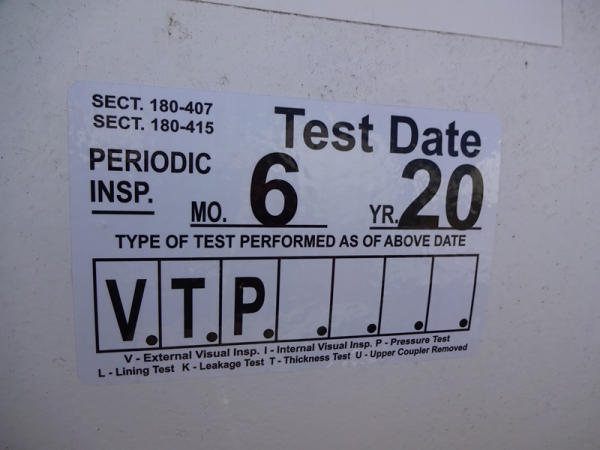 SECT. 180-407
SECT. 180-415
Test Date
PERIODIC
INSP.
MO. 6 YR. 20
TYPE OF TEST PERFORMED AS OF ABOVE DATE
V. T. P. . . . .
V - External Visual Insp. I - Internal Visual Insp. P - Pressure Test
L - Lining Test K - Leakage Test T - Thickness Test U - Upper Coupler Removed